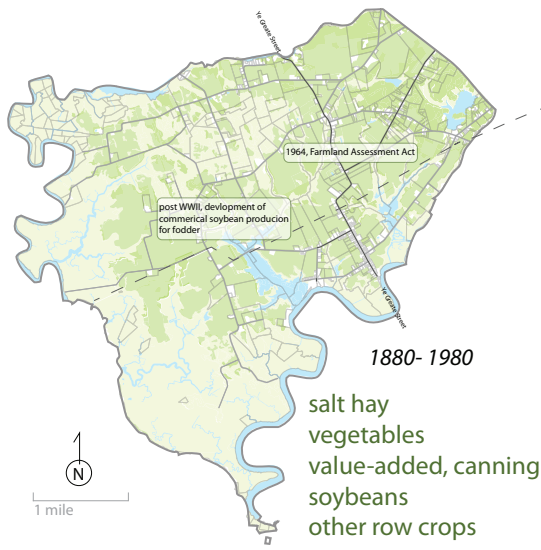 Ye Greate Street
1964, Farmland Assessment Act
post WWII, devlopment of
commerical soybean producion
for fodder
Ye Greate Street
1880- 1980
salt hay
vegetables
value-added, canning
soybeans
other row crops
N
1 mile